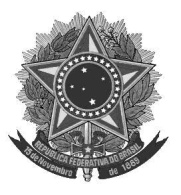 REPÚBLICA FEDERATIVA DO BRASIL
15 de Novembro
de 1889